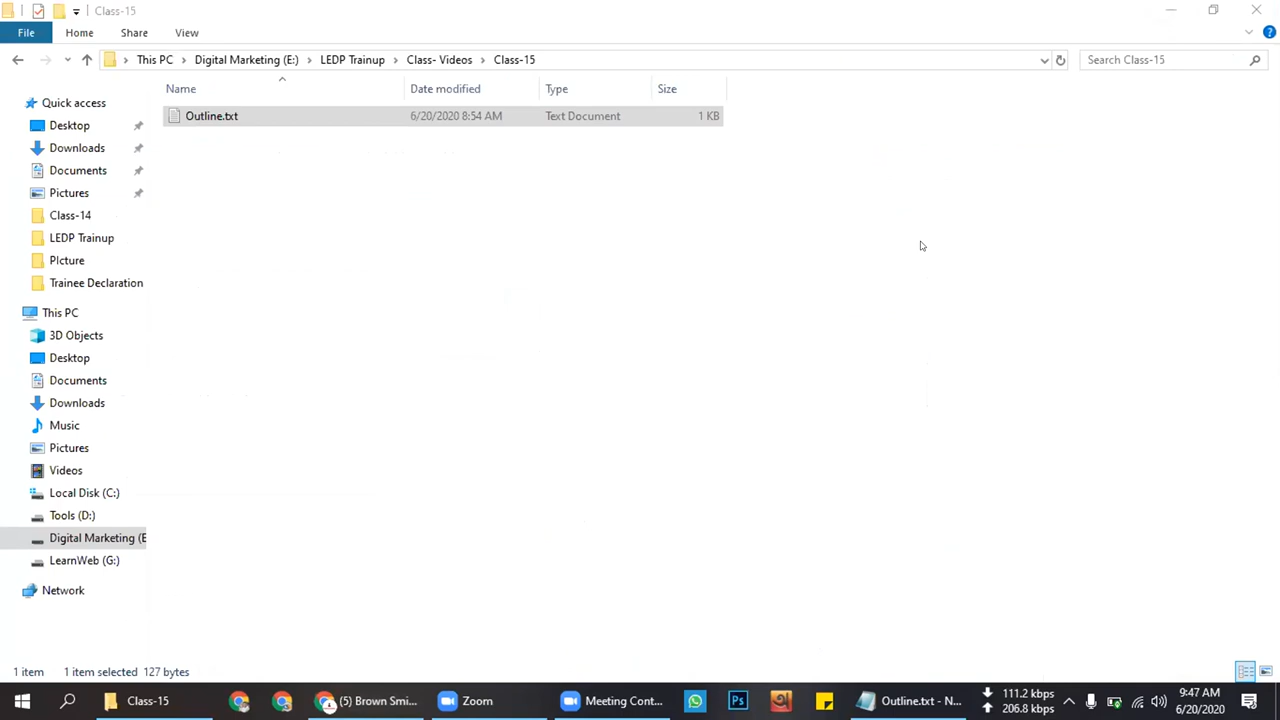 Class-15
File Home Share View
This PC Digital Marketing (E:) LEDP Trainup Class- Videos Class-15 Search Class-15
Name Date modified Type Size
Outline.txt 6/20/2020 8:54 AM Text Document 1 KB
Quick access
Desktop
Downloads
Documents
Pictures
Class-14
LEDP Trainup
PIcture
Trainee Declaration
This PC
3D Objects
Desktop
Documents
Downloads
Music
Pictures
Videos
Local Disk (C:)
Tools (D:)
Digital Marketing (E
LearnWeb (G:)
Network
1 item 1 item selected 127 bytes
Class-15 (5) Brown Smi... Zoom Meeting Cont... Ps Outline.txt - N... 111.2 kbps 9:47 AM
206.8 kbps 6/20/2020